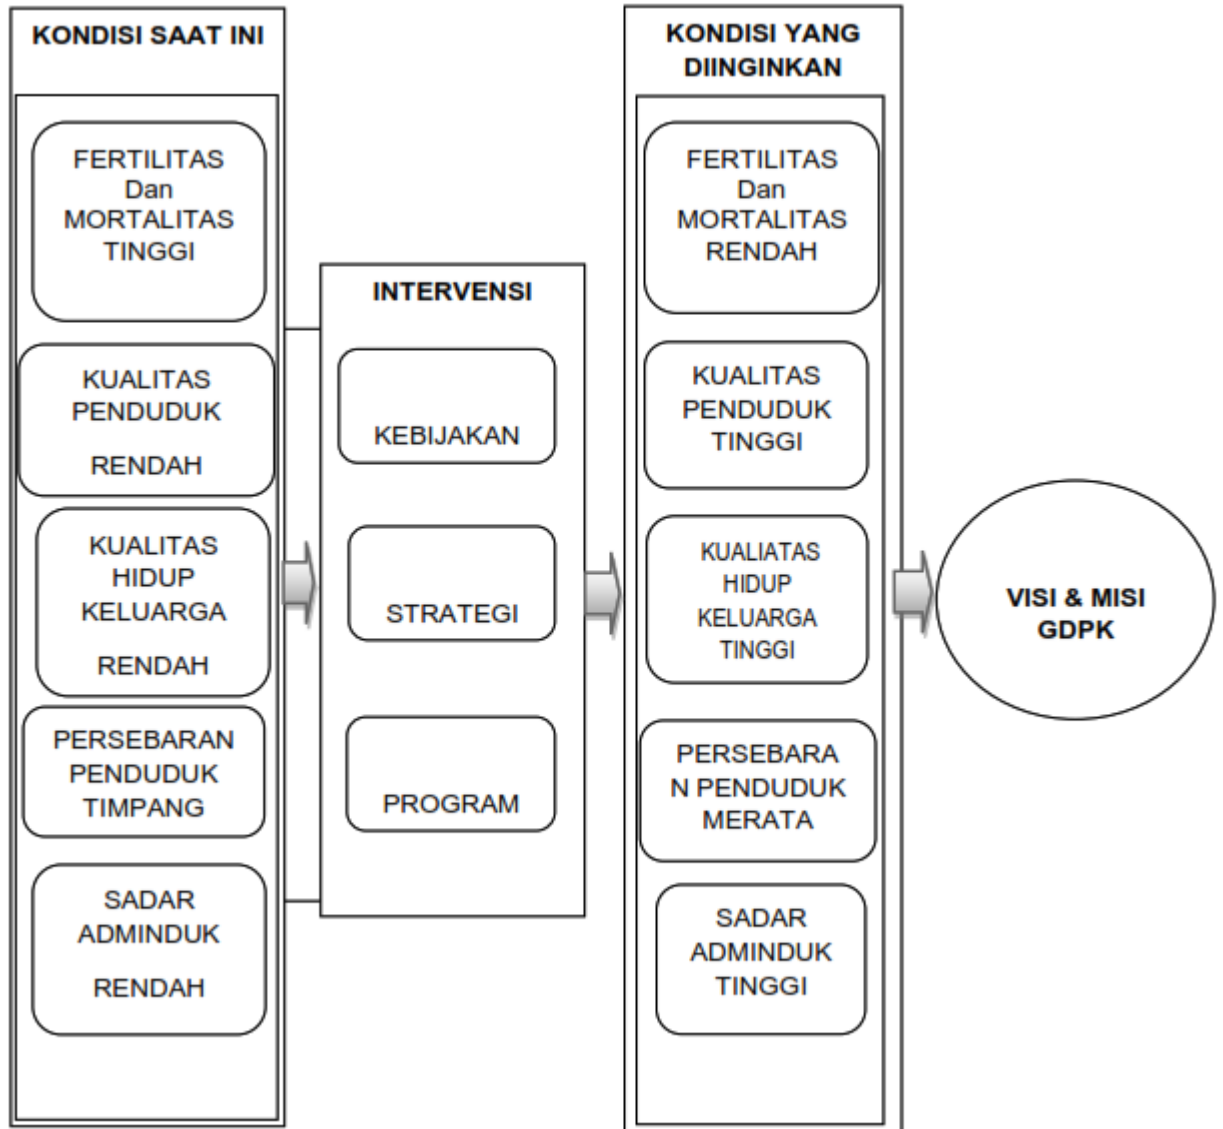 KONDISI SAAT INI
FERTILITAS
Dan
MORTALITAS
TINGGI
KUALITAS
PENDUDUK
RENDAH
KUALITAS
HIDUP
KELUARGA
RENDAH
PERSEBARAN
PENDUDUK
TIMPANG
SADAR
ADMINDUK
RENDAH
INTERVENSI
KEBIJAKAN
STRATEGI
PROGRAM
KONDISI YANG
DIINGINKAN
FERTILITAS
Dan
MORTALITAS
RENDAH
KUALITAS
PENDUDUK
TINGGI
KUALIATAS
HIDUP
KELUARGA
TINGGI
PERSEBARA
N PENDUDUK
MERATA
SADAR
ADMINDUK
TINGGI
VISI & MISI
GDPK